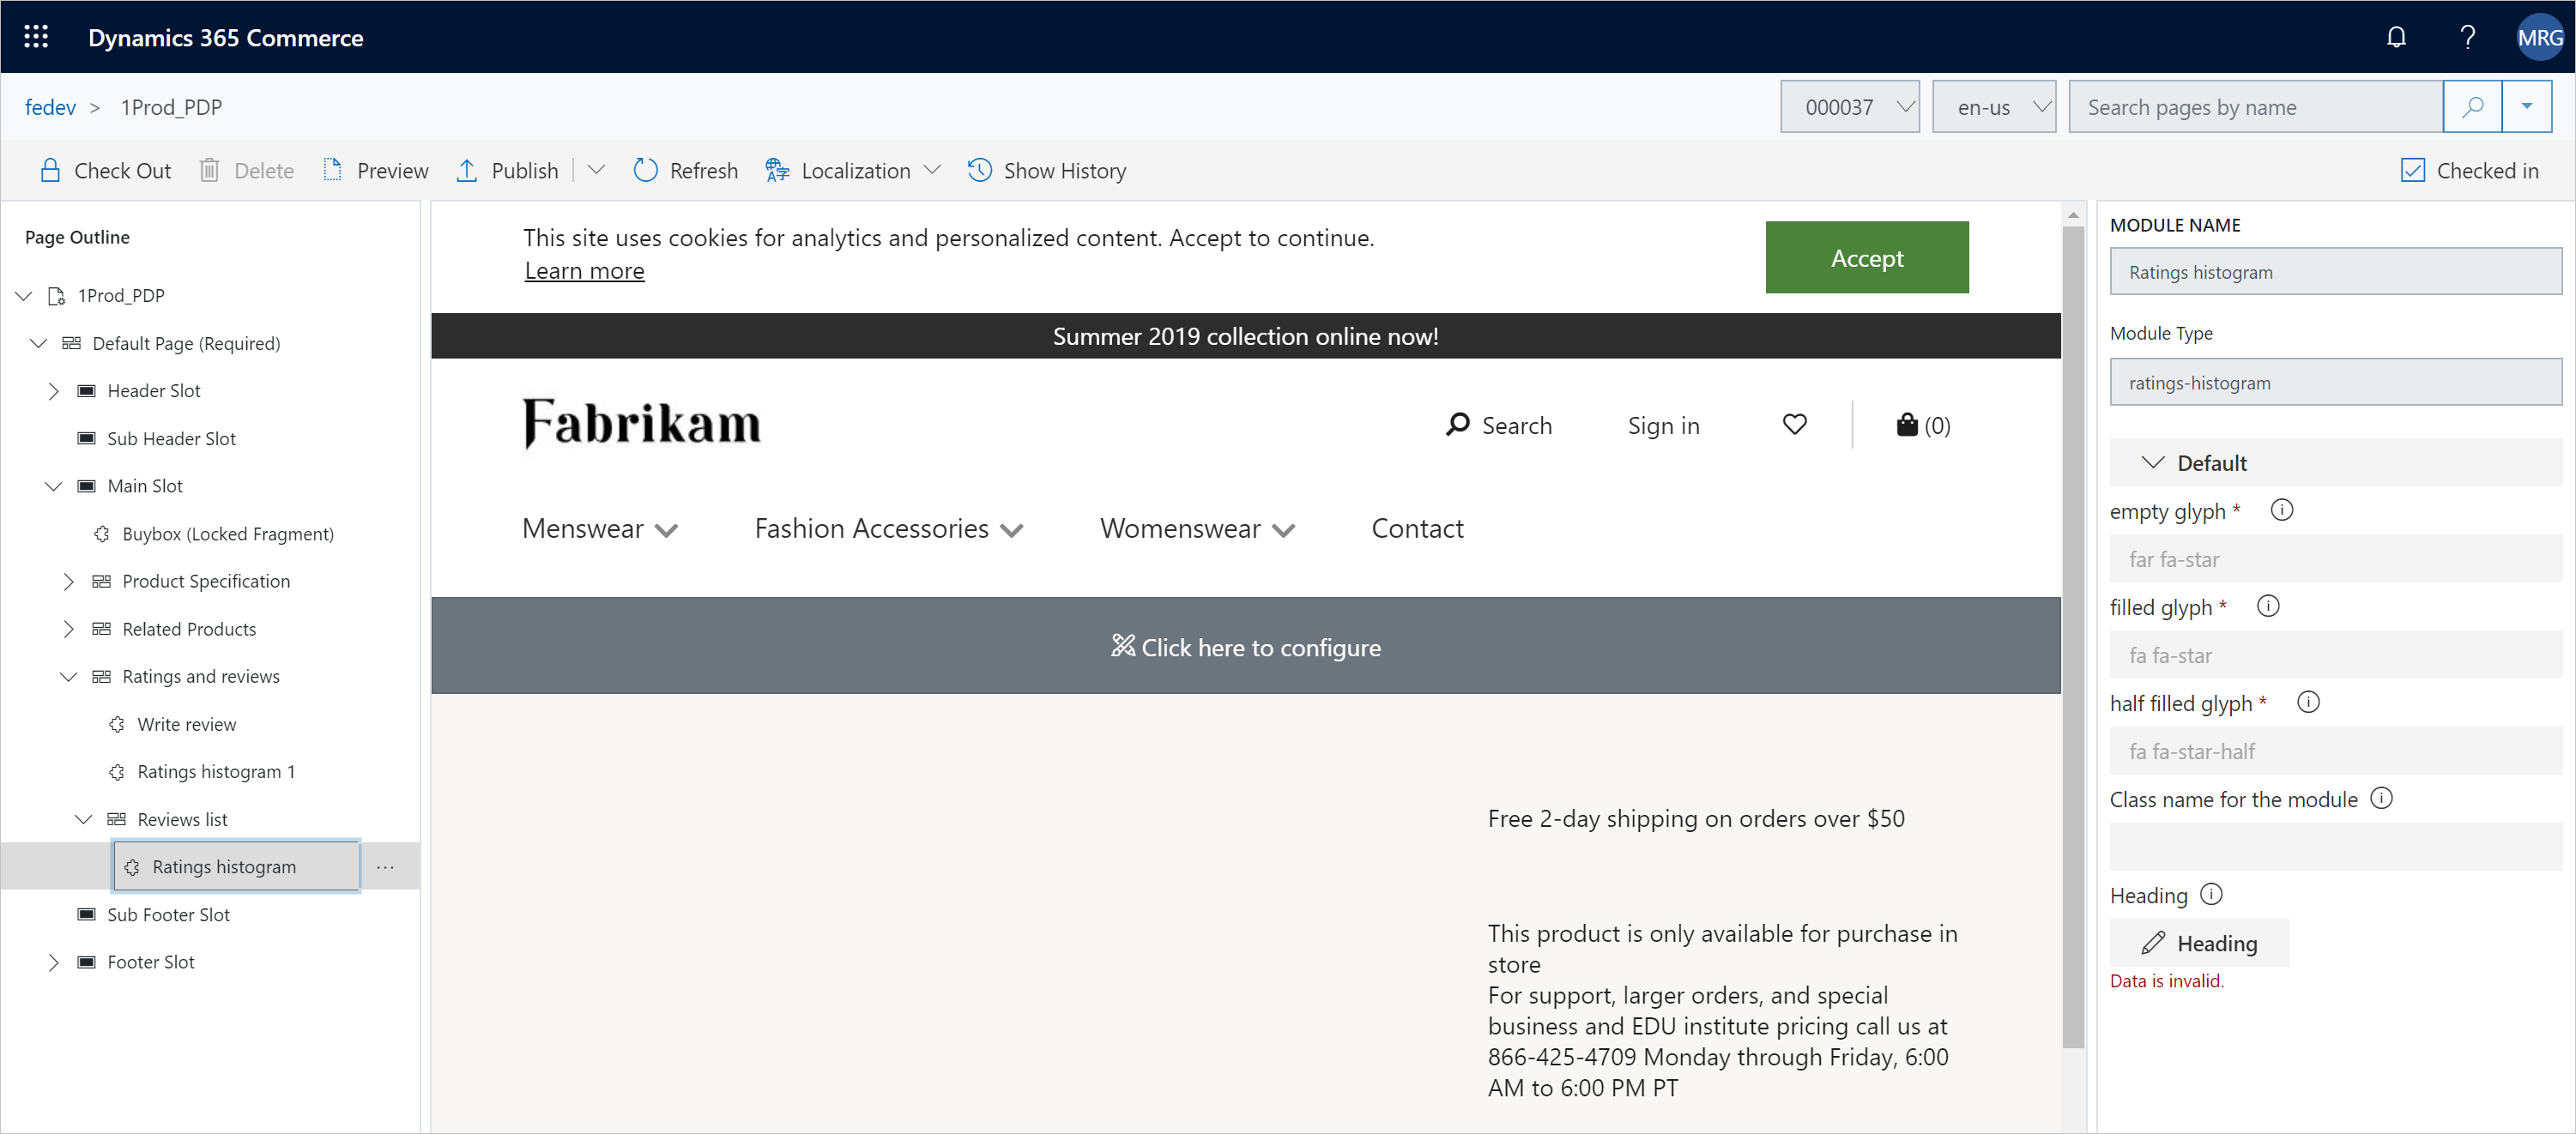 Dynamics 365 Commerce
MRG
fedev > 1Prod_PDP
000037
en-us
Search pages by name
Check Out
Delete
Preview
Publish
Refresh
Localization
Show History
Checked in
Page Outline
1Prod_PDP
Default Page (Required)
Header Slot
Sub Header Slot
Main Slot
Buybox (Locked Fragment)
Product Specification
Related Products
Ratings and reviews
Write review
Ratings histogram 1
Reviews list
Ratings histogram
...
Sub Footer Slot
Footer Slot
This site uses cookies for analytics and personalized content. Accept to continue.
Learn more
Accept
Summer 2019 collection online now!
Fabrikam
Search
Sign in
(0)
Menswear
Fashion Accessories
Womenswear
Contact
Click here to configure
Free 2-day shipping on orders over $50
This product is only available for purchase in
store
For support, larger orders, and special
business and EDU institute pricing call us at
866-425-4709 Monday through Friday, 6:00
AM to 6:00 PM PT
MODULE NAME
Ratings histogram
Module Type
ratings-histogram
Default
empty glyph *
far fa-star
filled glyph *
fa fa-star
half filled glyph *
fa fa-star-half
Class name for the module
Heading
Heading
Data is invalid.